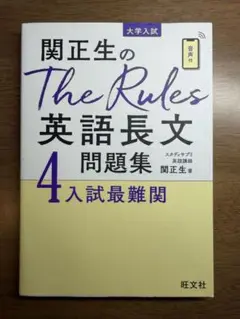 大学入試
関正生の
音声付
The Rules
英語長文
問題集
4入試最難関
スタディサプリ
英語講師
関正生 著
旺文社